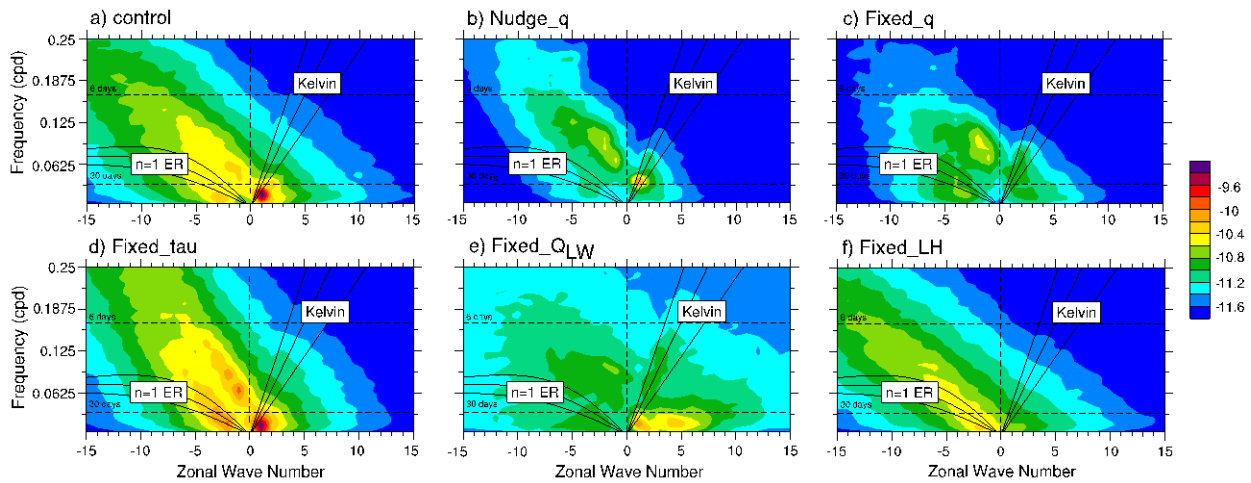 a) control
b) Nudge_q
c) Fixed_q
Frequency (cpd)
0.25
0.1875
0.125
0.0625
6 days
30 days
Kelvin
n=1 ER
-15 -10 -5 0 5 10 15
6 days
30 days
Kelvin
n=1 ER
-15 -10 -5 0 5 10 15
6 days
30 days
Kelvin
n=1 ER
-15 -10 -5 0 5 10 15
d) Fixed_tau
e) Fixed_QLW
f) Fixed_LH
Frequency (cpd)
0.25
0.1875
0.125
0.0625
6 days
30 days
Kelvin
n=1 ER
-15 -10 -5 0 5 10 15
Zonal Wave Number
6 days
30 days
Kelvin
n=1 ER
-15 -10 -5 0 5 10 15
Zonal Wave Number
6 days
30 days
Kelvin
n=1 ER
-15 -10 -5 0 5 10 15
Zonal Wave Number
-9.6
-10
-10.4
-10.8
-11.2
-11.6